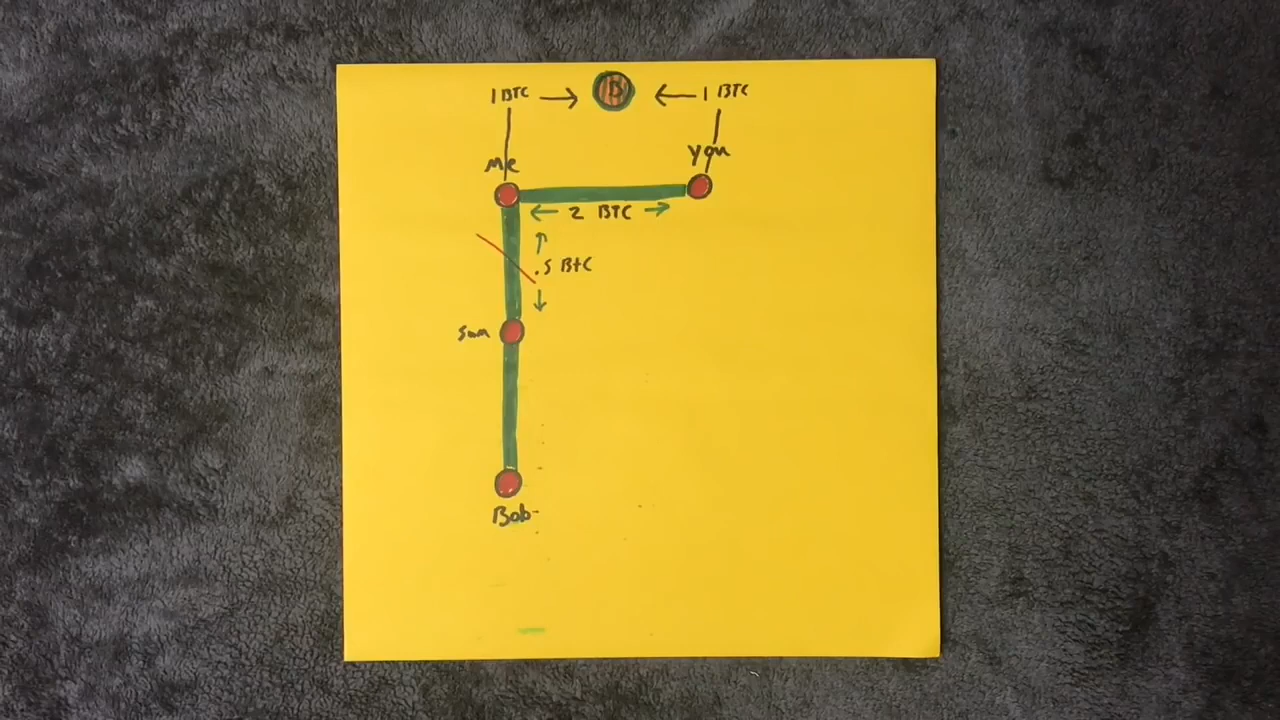 1 BTC → B ← 1 BTC
Me
you
← 2 BTC →
.5 BtC
Sam
Bob